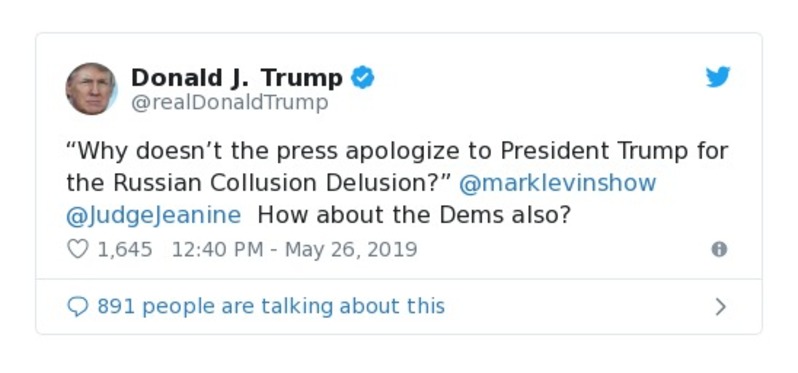 Donald J. Trump
@realDonaldTrump
“Why doesn’t the press apologize to President Trump for
the Russian Collusion Delusion?” @marklevinshow
@JudgeJeanine  How about the Dems also?
1,645 12:40 PM - May 26, 2019
891 people are talking about this